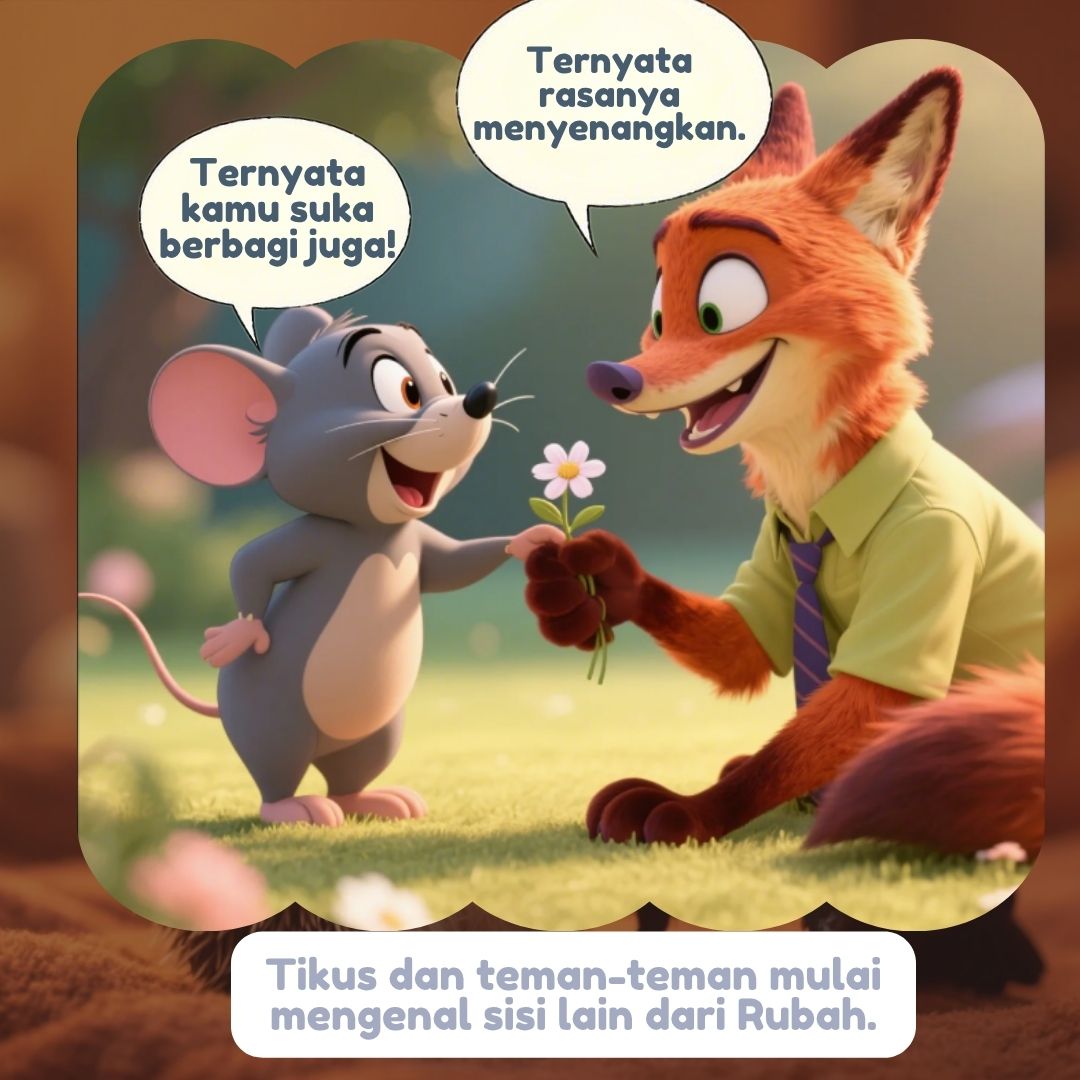 Ternyata
kamu suka
berbagi juga!
Ternyata
rasanya
menyenangkan.
Tikus dan teman-teman mulai
mengenal sisi lain dari Rubah.